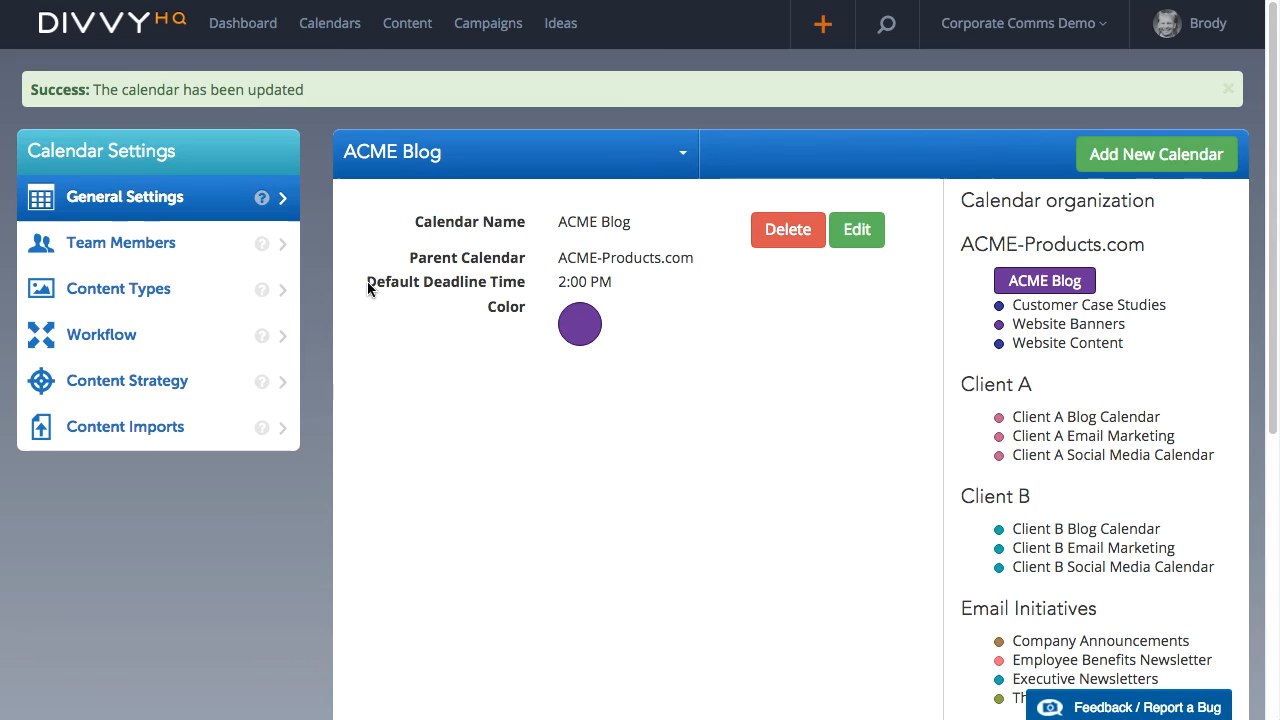 DIVVYHQ Dashboard Calendars Content Campaigns Ideas + Corporate Comms Demo Brody
Success: The calendar has been updated ×
Calendar Settings
General Settings ?
Team Members ?
Content Types ?
Workflow ?
Content Strategy ?
Content Imports ?
ACME Blog
Add New Calendar
Calendar Name ACME Blog
Delete Edit
Parent Calendar ACME-Products.com
Default Deadline Time 2:00 PM
Color
Calendar organization
ACME-Products.com
ACME Blog
Customer Case Studies
Website Banners
Website Content
Client A
Client A Blog Calendar
Client A Email Marketing
Client A Social Media Calendar
Client B
Client B Blog Calendar
Client B Email Marketing
Client B Social Media Calendar
Email Initiatives
Company Announcements
Employee Benefits Newsletter
Executive Newsletters
Feedback / Report a Bug